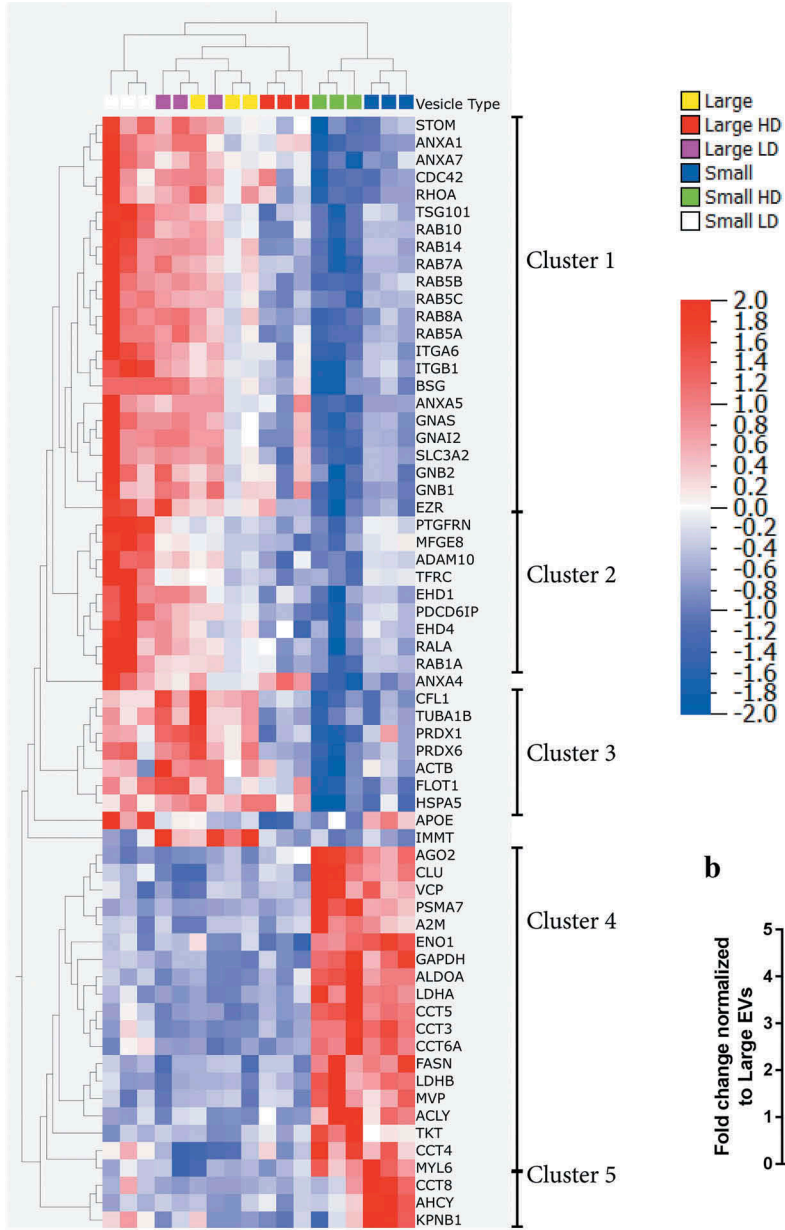 Vesicle Type
STOM
ANXA1
ANXA7
CDC42
RHOA
TSG101
RAB10
RAB14
RAB7A
RAB5B
RAB5C
RAB8A
RAB5A
ITGA6
ITGB1
BSG
ANXA5
GNAS
GNAI2
SLC3A2
GNB2
GNB1
EZR
PTGFRN
MFGE8
ADAM10
TFRC
EHD1
PDCD6IP
EHD4
RALA
RAB1A
ANXA4
CFL1
TUBA1B
PRDX1
PRDX6
ACTB
FLOT1
HSPA5
APOE
IMMT
AGO2
CLU
VCP
PSMA7
A2M
ENO1
GAPDH
ALDOA
LDHA
CCT5
CCT3
CCT6A
FASN
LDHB
MVP
ACLY
TKT
CCT4
MYL6
CCT8
AHCY
KPNB1
Cluster 1
Cluster 2
Cluster 3
Cluster 4
Cluster 5
Large
Large HD
Large LD
Small
Small HD
Small LD
2.0
1.8
1.6
1.4
1.2
1.0
0.8
0.6
0.4
0.2
0.0
-0.2
-0.4
-0.6
-0.8
-1.0
-1.2
-1.4
-1.6
-1.8
-2.0
b
Fold change normalized
to Large EVs
5
4
3
2
1
0